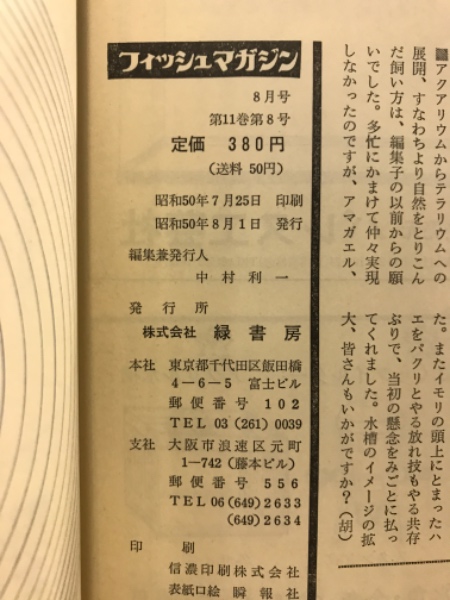 ■アクアリウムからテラリウムへの
展開、すなわちより自然をとりこん
だ飼い方は、編集子の以前からの願
いでした。多忙にかまけて仲々実現
しなかったのですが、アマガエル、
た。またイモリの頭上にとまったハ
エをパクリとやる放れ技もやる共存
ぶりで、当初の懸念をみごとに払っ
てくれました。水槽のイメージの拡
大、皆さんもいかがですか？（胡）
フィッシュマガジン
8月号
第11巻第8号
定価 380円
（送料 50円）
昭和50年7月25日 印刷
昭和50年8月1日 発行
編集兼発行人
中村利一
発行所
株式会社 緑書房
本社 東京都千代田区飯田橋
4－6－5 富士ビル
郵便番号 102
TEL 03 (261) 0039
支社 大阪市浪速区元町
1－742（藤本ビル）
郵便番号 556
TEL 06 (649) 2633
(649) 2634
印刷
信濃印刷株式会社
表紙口絵 瞬報社